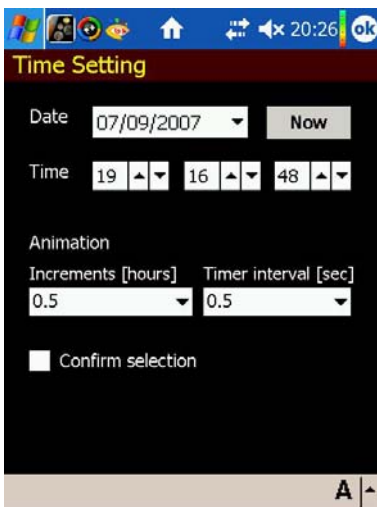 20:26 ok
Time Setting
Date 07/09/2007 Now
Time 19 16 48
Animation
Increments [hours] Timer interval [sec]
0.5 0.5
Confirm selection
A